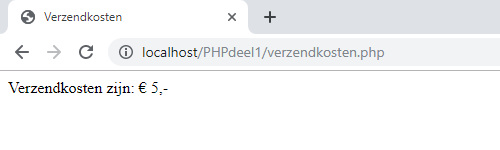 Verzendkosten
localhost/PHPdeel1/verzendkosten.php
Verzendkosten zijn: € 5,-